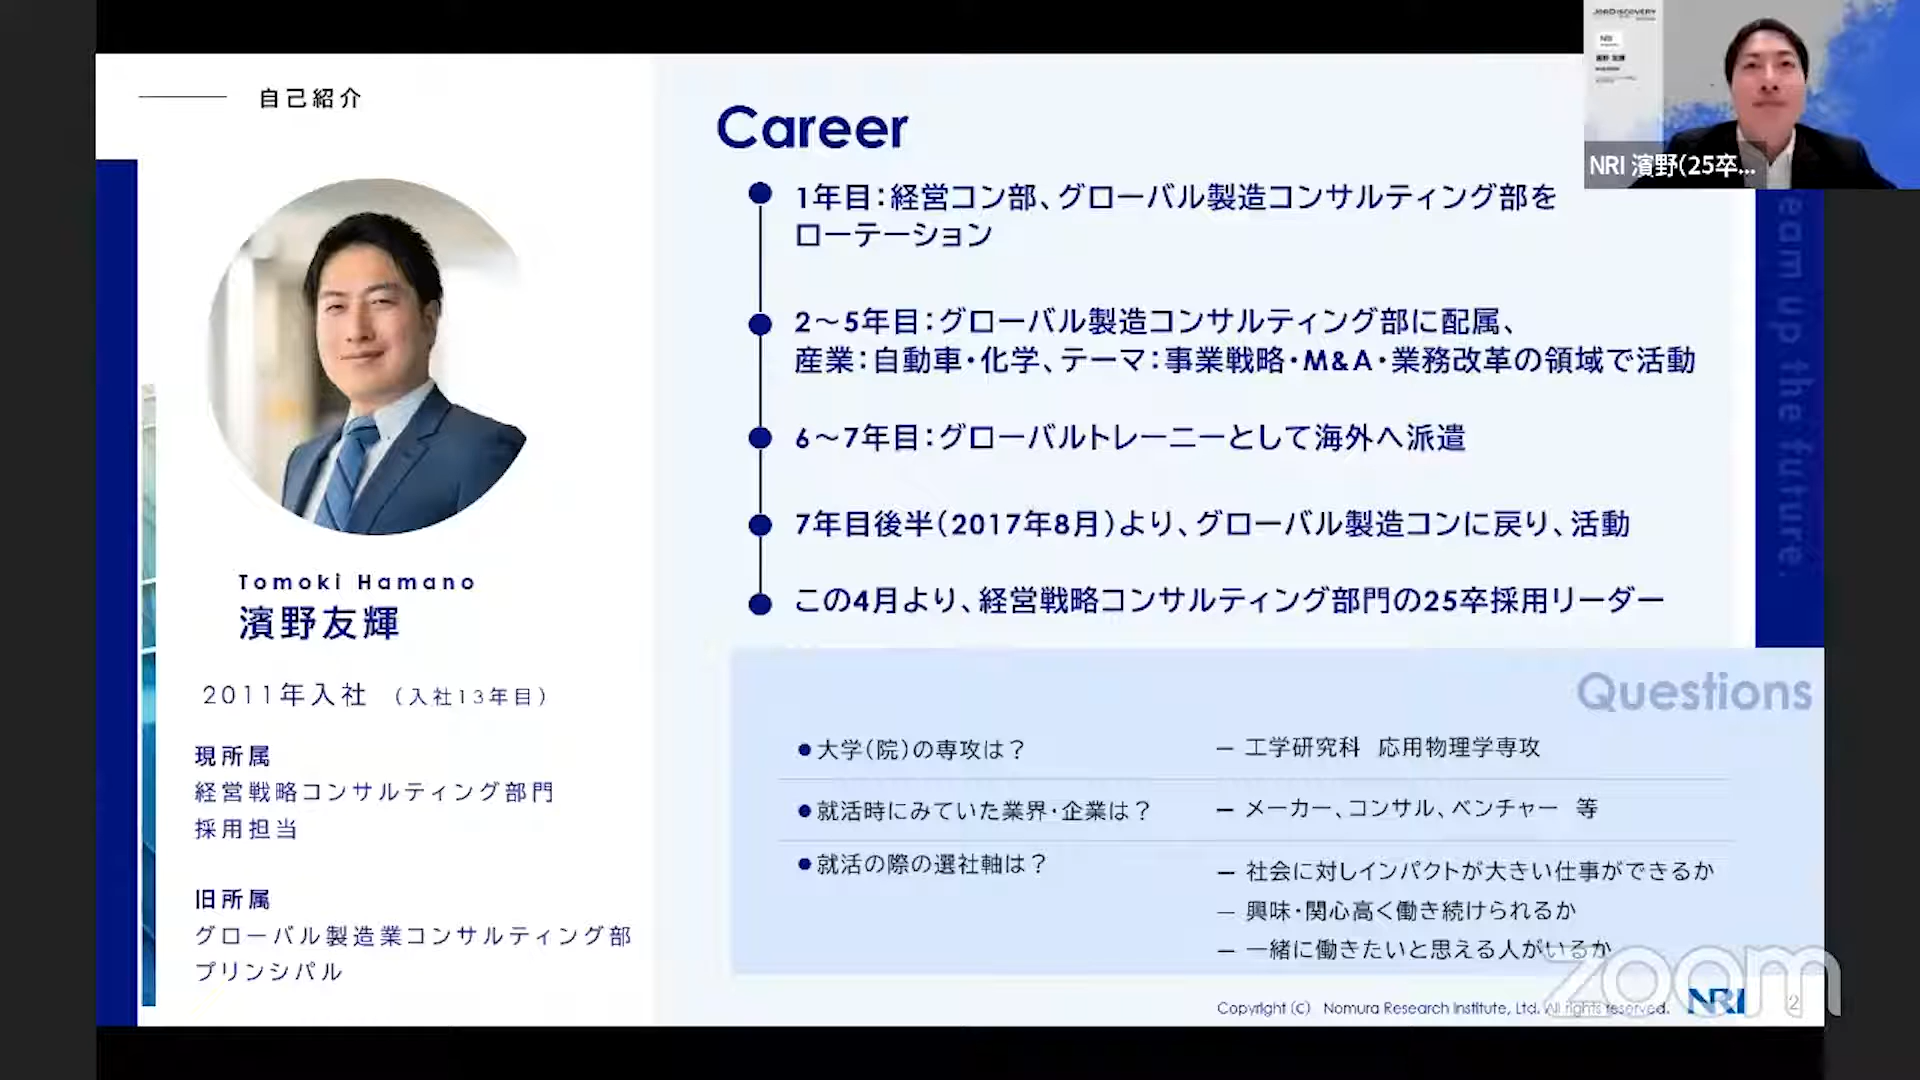 自己紹介
Tomoki Hamano
濱野友輝
2011年入社 (入社13年目)
現所属
経営戦略コンサルティング部門
採用担当
旧所属
グローバル製造業コンサルティング部
プリンシパル
Career
1年目：経営コン部、グローバル製造コンサルティング部を
ローテーション
2～5年目：グローバル製造コンサルティング部に配属、
産業：自動車・化学、テーマ：事業戦略・M&A・業務改革の領域で活動
6～7年目：グローバルトレーニーとして海外へ派遣
7年目後半（2017年8月）より、グローバル製造コンに戻り、活動
この4月より、経営戦略コンサルティング部門の25卒採用リーダー
Questions
●大学（院）の専攻は？ － 工学研究科 応用物理学専攻
●就活時にみていた業界・企業は？ － メーカー、コンサル、ベンチャー 等
●就活の際の選社軸は？ － 社会に対しインパクトが大きい仕事ができるか
－ 興味・関心高く働き続けられるか
－ 一緒に働きたいと思える人がいるか
Copyright (C) Nomura Research Institute, Ltd. All rights reserved. NRI 2
zoom
eam up the future.
JOB DISCOVERY
NRI
NRI 濱野(25卒...